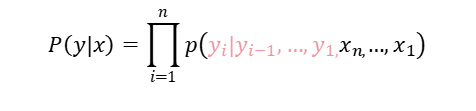 P(y|x) = ∏_{i=1}^{n} p(y_i|y_{i-1}, …, y_1, x_n, …, x_1)